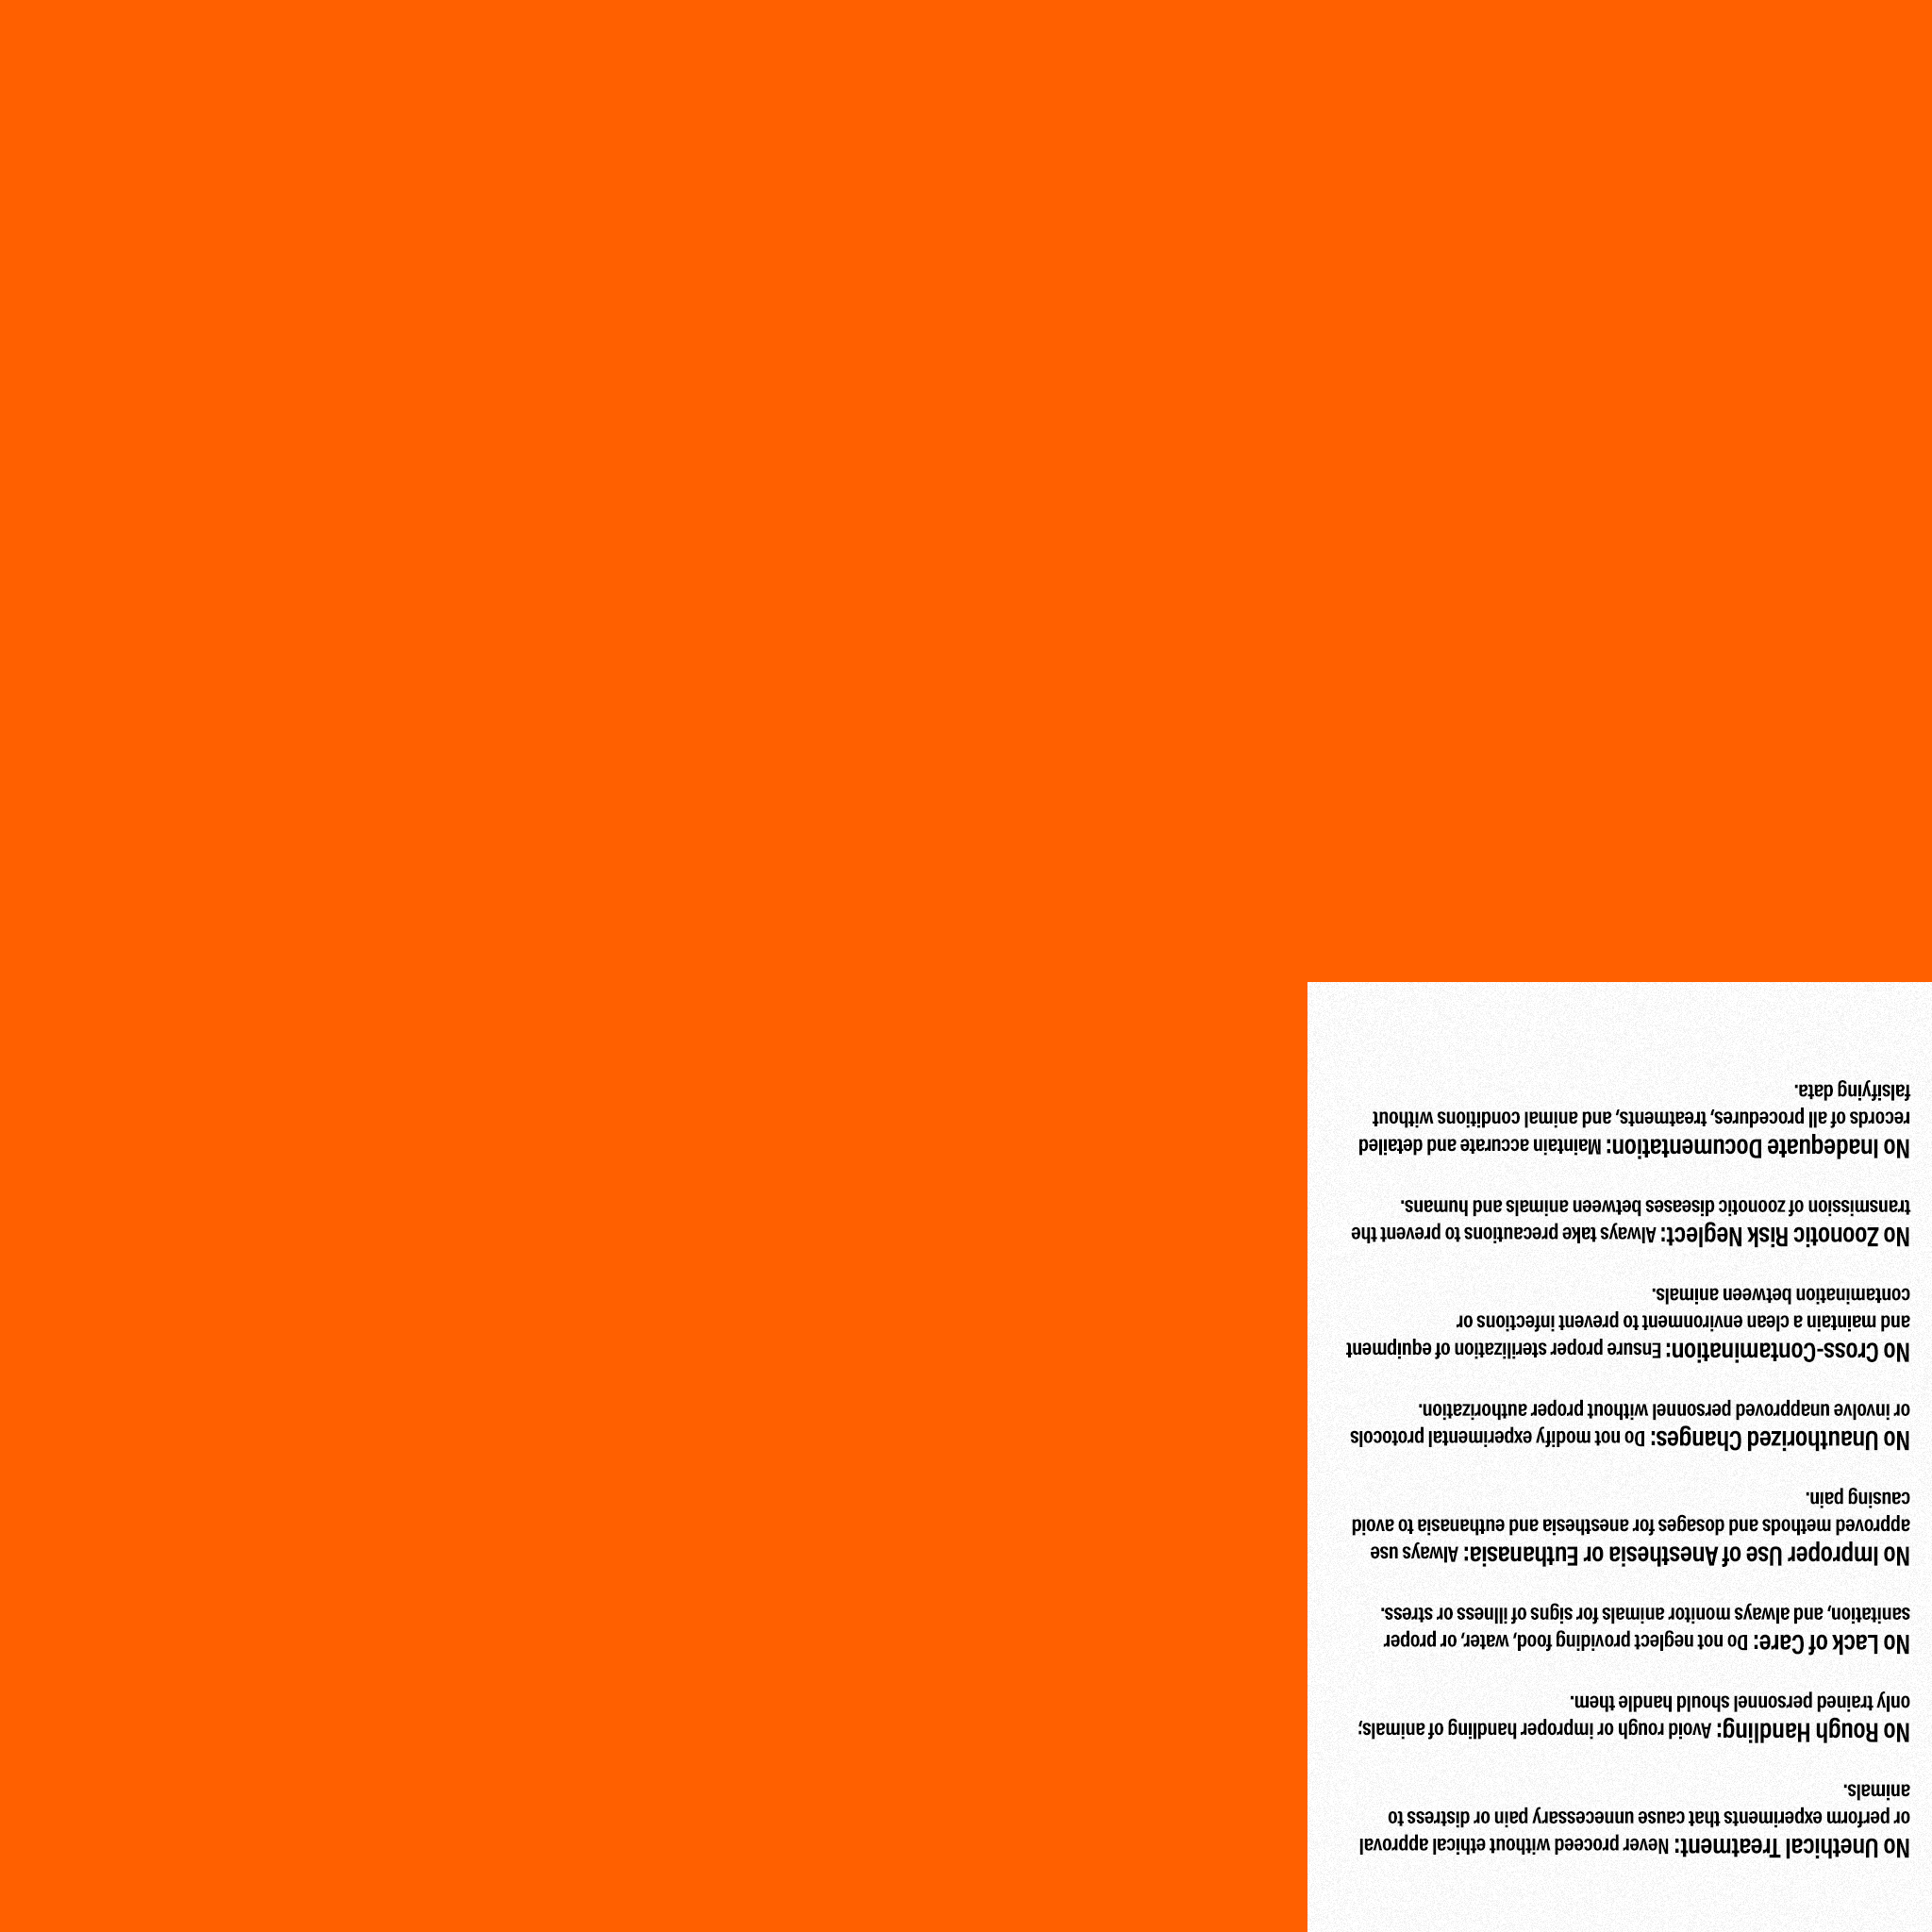 No Unethical Treatment: Never proceed without ethical approval
or perform experiments that cause unnecessary pain or distress to
animals.
No Rough Handling: Avoid rough or improper handling of animals;
only trained personnel should handle them.
No Lack of Care: Do not neglect providing food, water, or proper
sanitation, and always monitor animals for signs of illness or stress.
No Improper Use of Anesthesia or Euthanasia: Always use
approved methods and dosages for anesthesia and euthanasia to avoid
causing pain.
No Unauthorized Changes: Do not modify experimental protocols
or involve unapproved personnel without proper authorization.
No Cross-Contamination: Ensure proper sterilization of equipment
and maintain a clean environment to prevent infections or
contamination between animals.
No Zoonotic Risk Neglect: Always take precautions to prevent the
transmission of zoonotic diseases between animals and humans.
No Inadequate Documentation: Maintain accurate and detailed
records of all procedures, treatments, and animal conditions without
falsifying data.